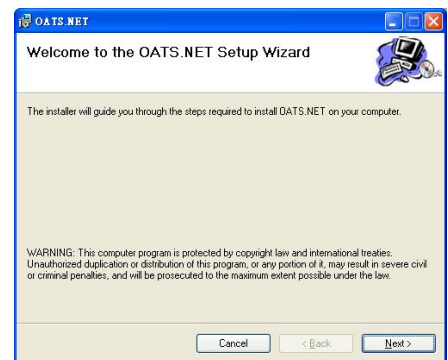 OATS.NET
Welcome to the OATS.NET Setup Wizard
The installer will guide you through the steps required to install OATS.NET on your computer.
WARNING: This computer program is protected by copyright law and international treaties.
Unauthorized duplication or distribution of this program, or any portion of it, may result in severe civil
or criminal penalties, and will be prosecuted to the maximum extent possible under the law.
Cancel < Back Next >